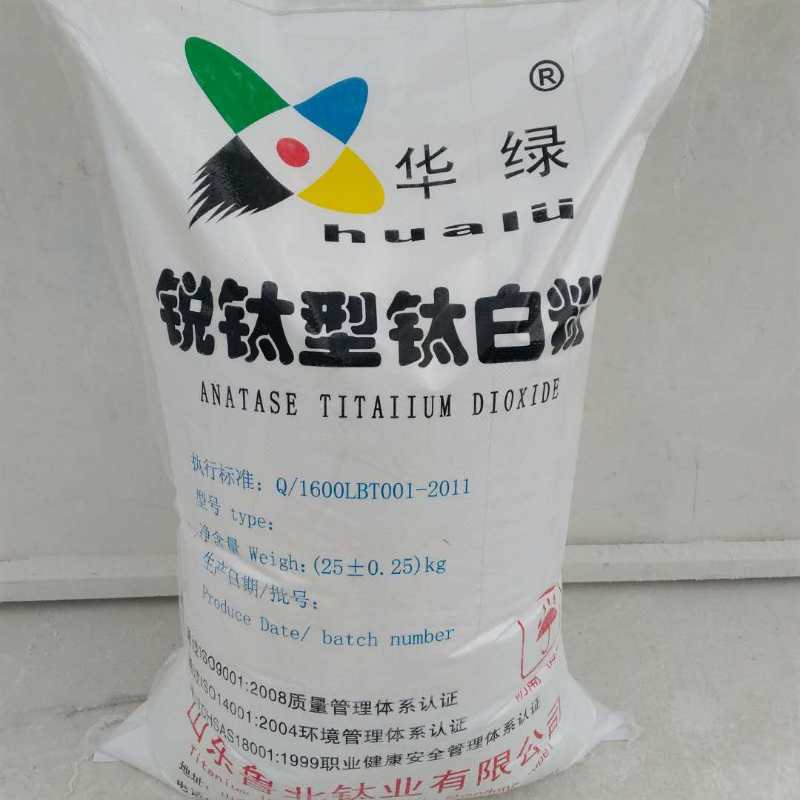 ®
华绿
hualü
锐钛型钛白粉
ANATASE TITAIIUM DIOXIDE
执行标准: Q/1600LBT001-2011
型号 type:
净含量 Weigh:(25±0.25)kg
生产日期/批号:
Produce Date/ batch number
ISO9001:2008质量管理体系认证
ISO14001:2004环境管理体系认证
OHSAS18001:1999职业健康安全管理体系认证
山东鲁北钛业有限公司
Titanium
地址: